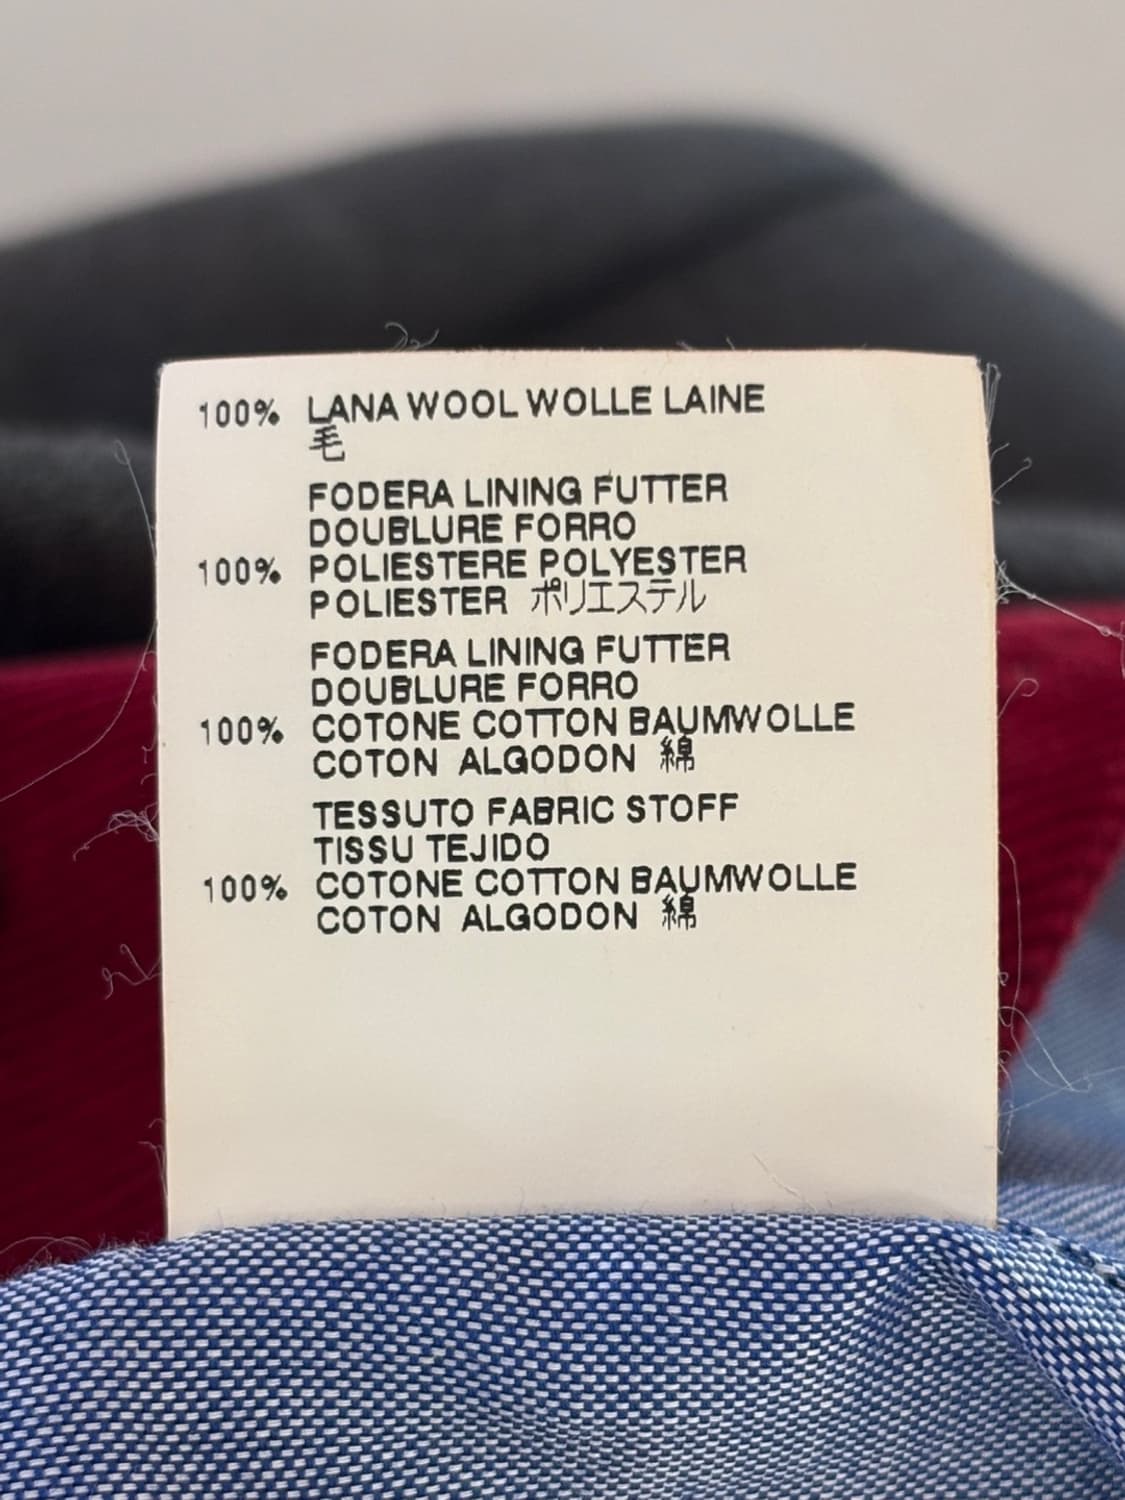 100% LANA WOOL WOLLE LAINE
毛
FODERA LINING FUTTER
DOUBLURE FORRO
100% POLIESTERE POLYESTER
POLIESTER ポリエステル
FODERA LINING FUTTER
DOUBLURE FORRO
100% COTONE COTTON BAUMWOLLE
COTON ALGODON 綿
TESSUTO FABRIC STOFF
TISSU TEJIDO
100% COTONE COTTON BAUMWOLLE
COTON ALGODON 綿